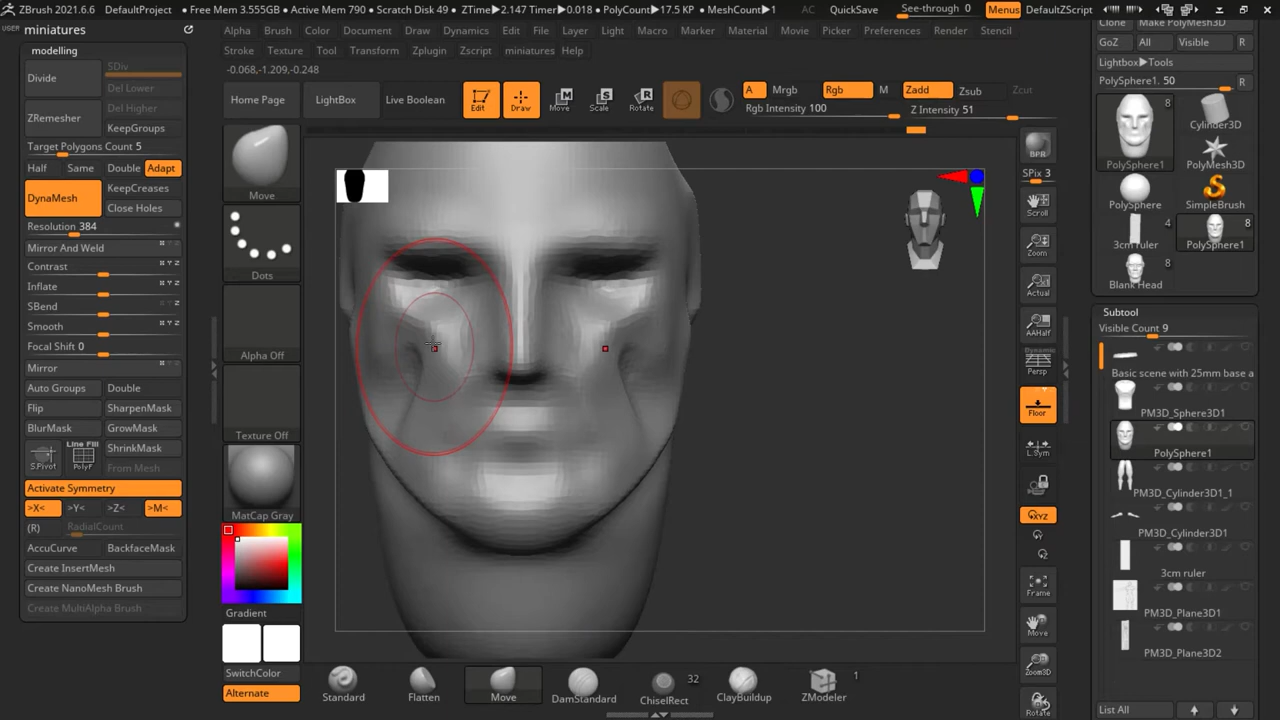 ZBrush 2021.6.6 DefaultProject • Free Mem 3.555GB • Active Mem 790 • Scratch Disk 49 • ZTime▶2.147 Timer▶0.018 • PolyCount▶17.5 KP • MeshCount▶1 AC QuickSave See-through 0 Menus DefaultZScript
USER miniatures
Alpha Brush Color Document Draw Dynamics Edit File Layer Light Macro Marker Material Movie Picker Preferences Render Stencil
Stroke Texture Tool Transform Zplugin Zscript miniatures Help
-0.068,-1.209,-0.248
Home Page LightBox Live Boolean Edit Draw Move Scale Rotate
A Mrgb Rgb M Zadd Zsub Zcut
Rgb Intensity 100 Z Intensity 51
modelling
Divide SDiv
Del Lower
ZRemesher Del Higher
KeepGroups
Target Polygons Count 5
Half Same Double Adapt
DynaMesh KeepCreases
Close Holes
Resolution 384
Mirror And Weld
Contrast
Inflate
SBend
Smooth
Focal Shift 0
Mirror
Auto Groups Double
Flip SharpenMask
BlurMask GrowMask
S.Pivot Line Fill PolyF ShrinkMask
From Mesh
Activate Symmetry
>X< >Y< >Z< >M<
(R) RadialCount
AccuCurve BackfaceMask
Create InsertMesh
Create NanoMesh Brush
Create MultiAlpha Brush
Move
Dots
Alpha Off
Texture Off
MatCap Gray
Gradient
SwitchColor
Alternate
Standard Flatten Move DamStandard ChiselRect 32 ClayBuildup ZModeler 1
BPR
SPix 3
Scroll
Zoom
Actual
AAHalf
Dynamic
Persp
Floor
L.Sym
XYZ
Frame
Move
Zoom3D
Rotate
Clone Make PolyMesh3D
GoZ All Visible R
Lightbox▶Tools
PolySphere1. 50 R
8
PolySphere1
Cylinder3D
PolyMesh3D
PolySphere SimpleBrush
4 8
3cm ruler PolySphere1
8
Blank Head
Subtool
Visible Count 9
Basic scene with 25mm base a
PM3D_Sphere3D1
PolySphere1
PM3D_Cylinder3D1_1
PM3D_Cylinder3D1
3cm ruler
PM3D_Plane3D1
PM3D_Plane3D2
List All